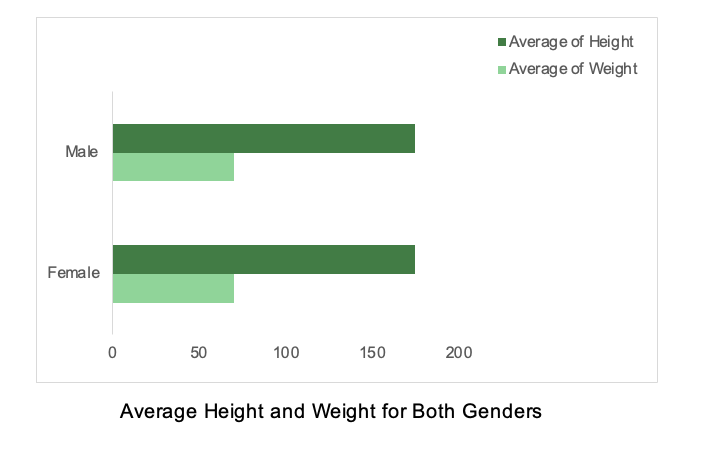 Average of Height
Average of Weight
Male
Female
0 50 100 150 200
Average Height and Weight for Both Genders